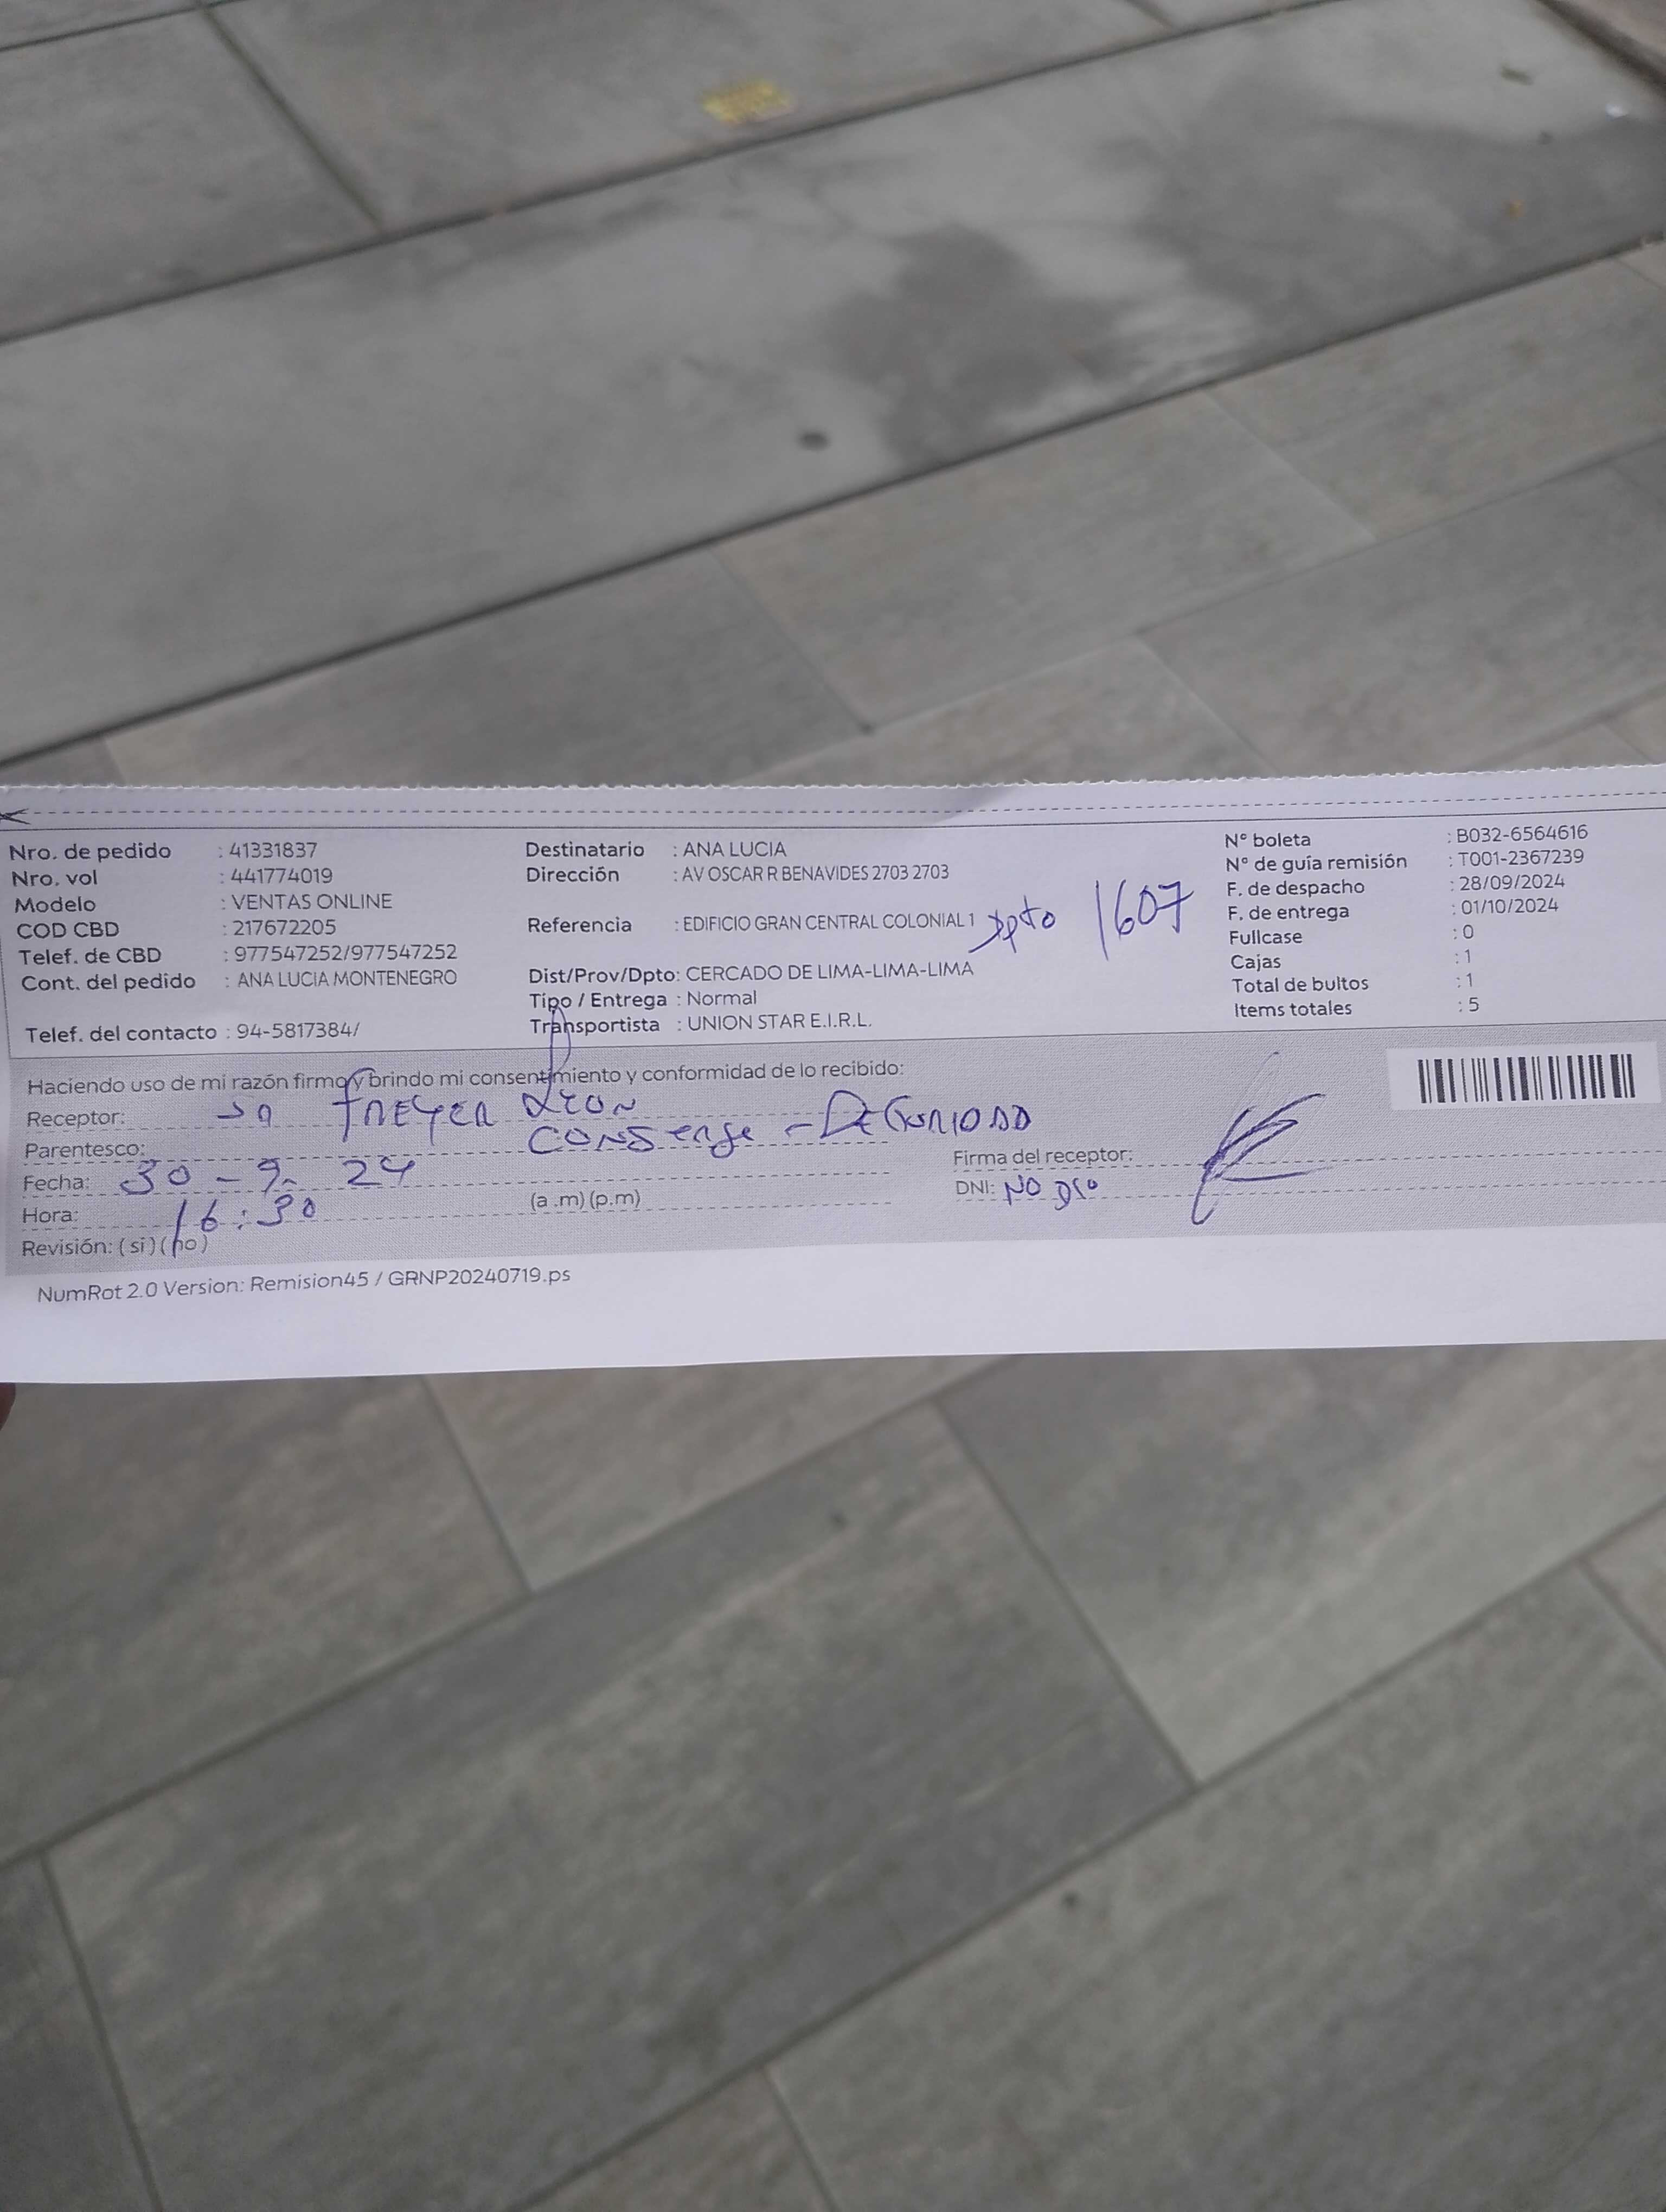 Nro. de pedido : 41331837
Nro. vol : 441774019
Modelo : VENTAS ONLINE
COD CBD : 217672205
Telef. de CBD : 977547252/977547252
Cont. del pedido : ANA LUCIA MONTENEGRO
Telef. del contacto : 94-5817384/
Destinatario : ANA LUCIA
Dirección : AV OSCAR R BENAVIDES 2703 2703
Referencia : EDIFICIO GRAN CENTRAL COLONIAL 1 Dpto 1607
Dist/Prov/Dpto: CERCADO DE LIMA-LIMA-LIMA
Tipo / Entrega : Normal
Transportista : UNION STAR E.I.R.L.
N° boleta : B032-6564616
N° de guía remisión : T001-2367239
F. de despacho : 28/09/2024
F. de entrega : 01/10/2024
Fullcase : 0
Cajas : 1
Total de bultos : 1
Items totales : 5
Haciendo uso de mi razón firmo y brindo mi consentimiento y conformidad de lo recibido:
Receptor:
Parentesco:
Fecha: 30 - 9 - 24
Hora: 16:30 (a .m) (p.m)
Revisión: ( si ) ( no )
Firma del receptor:
DNI: NO DIO
NumRot 2.0 Version: Remision45 / GRNP20240719.ps